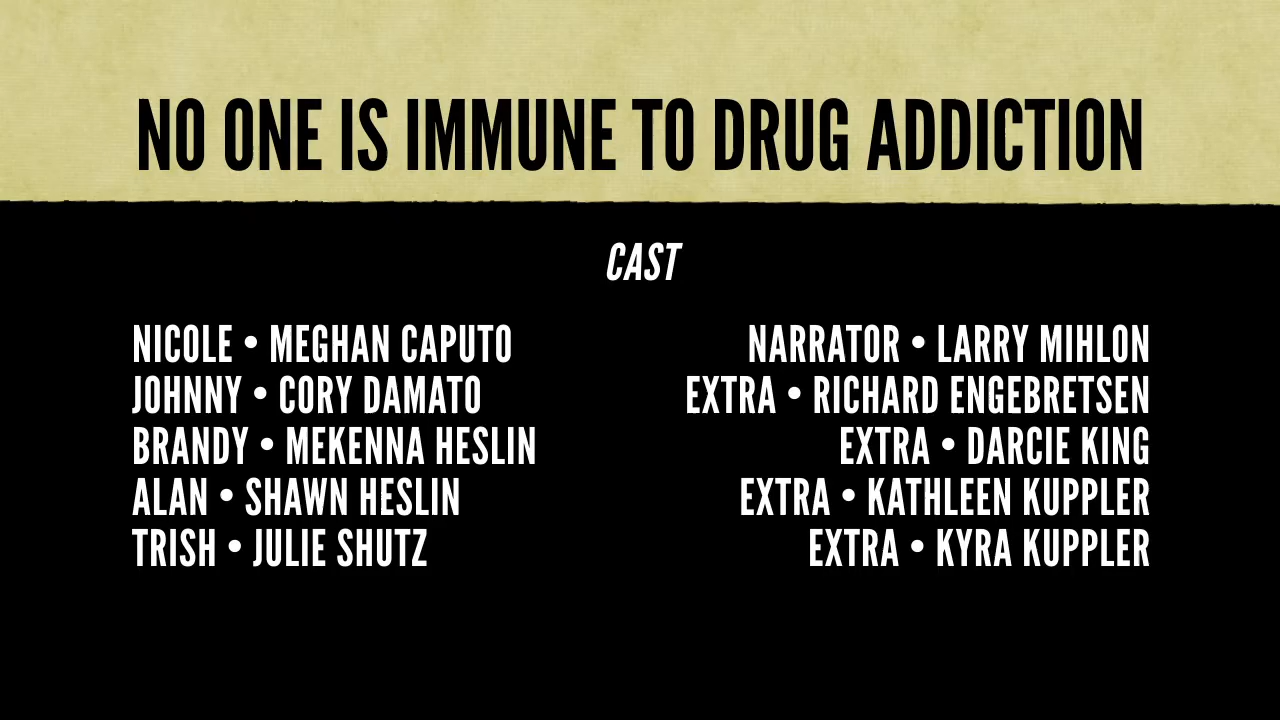 NO ONE IS IMMUNE TO DRUG ADDICTION
CAST
NICOLE • MEGHAN CAPUTO
JOHNNY • CORY DAMATO
BRANDY • MEKENNA HESLIN
ALAN • SHAWN HESLIN
TRISH • JULIE SHUTZ
NARRATOR • LARRY MIHLON
EXTRA • RICHARD ENGEBRETSEN
EXTRA • DARCIE KING
EXTRA • KATHLEEN KUPPLER
EXTRA • KYRA KUPPLER